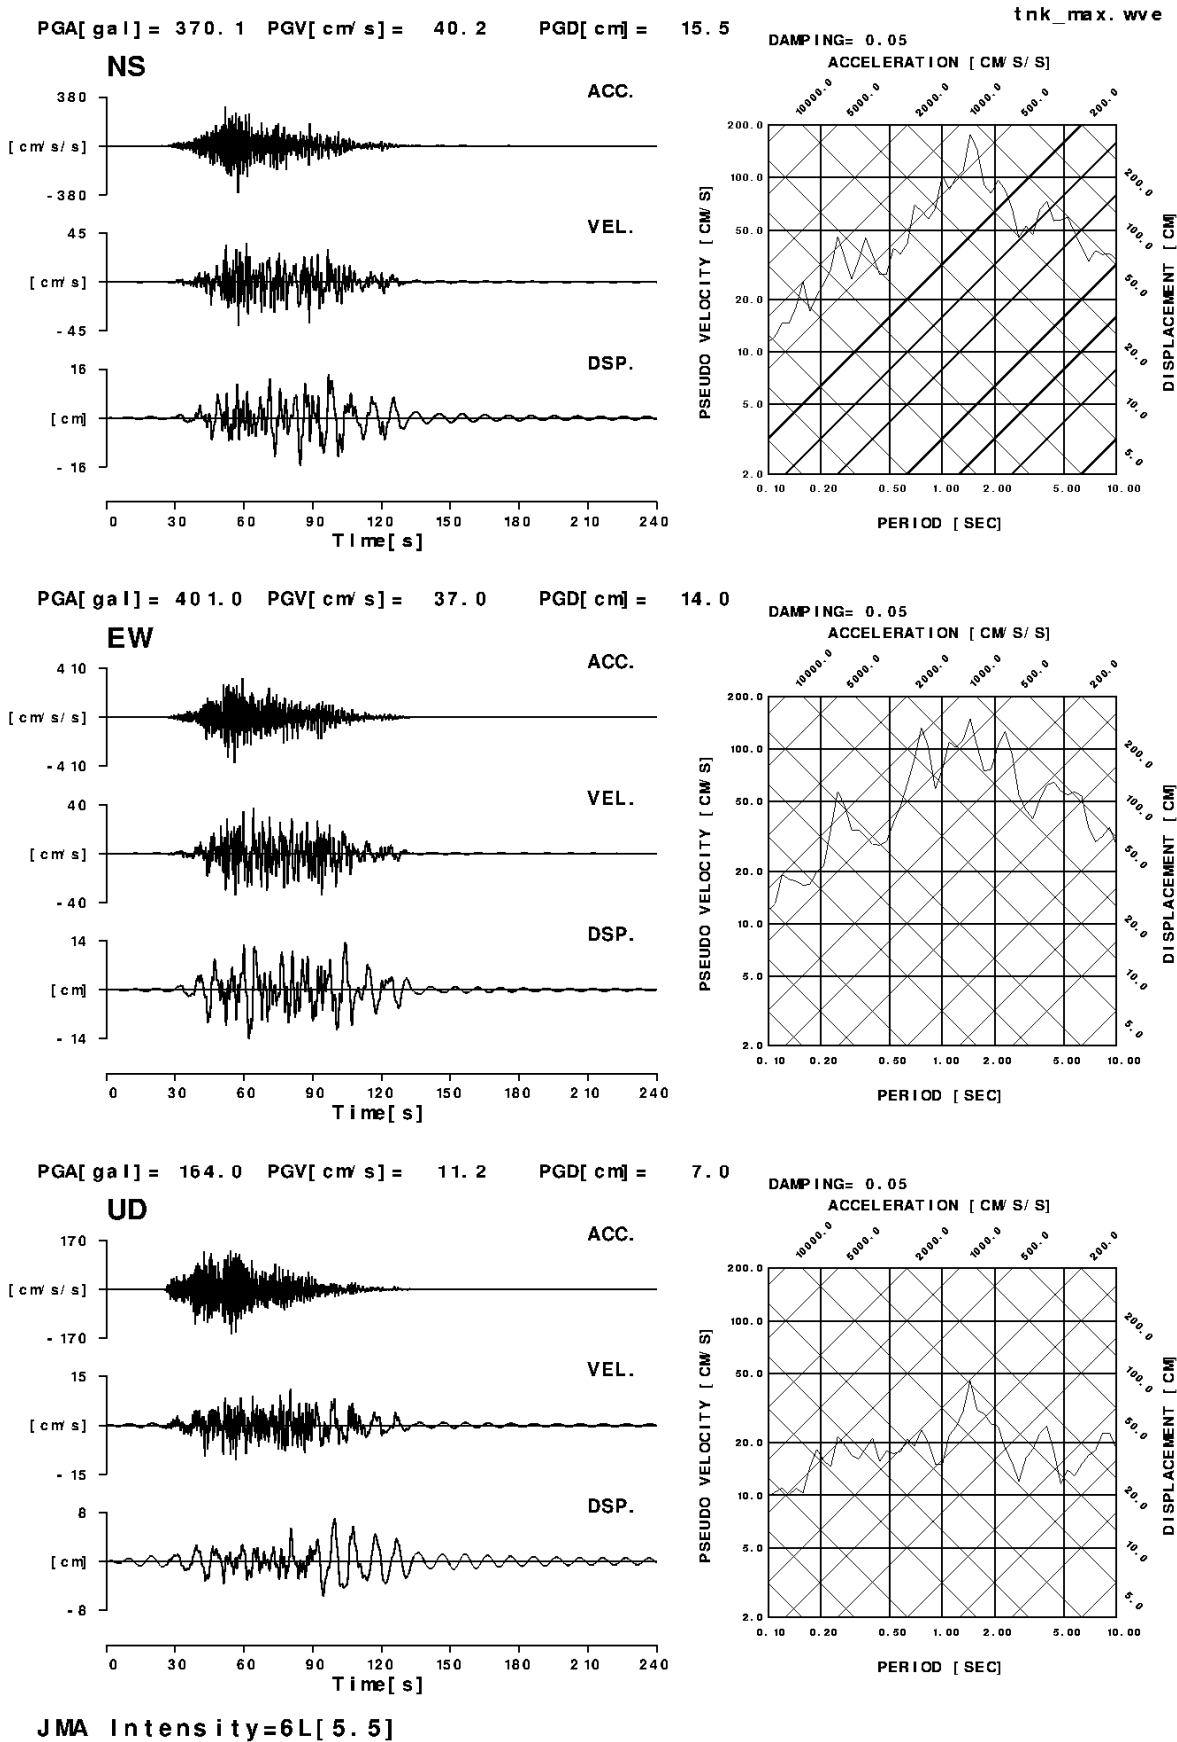 tnk_max.wve
PGA[gal]= 370.1 PGV[cm/s]= 40.2 PGD[cm]= 15.5
DAMPING= 0.05
ACCELERATION [CM/S/S]
NS
10000.0 5000.0 2000.0 1000.0 500.0 200.0
ACC.
380
[cm/s/s]
-380
VEL.
45
[cm/s]
-45
DSP.
16
[cm]
-16
0 30 60 90 120 150 180 210 240
Time[s]
PSEUDO VELOCITY [CM/S]
200.0
100.0
50.0
20.0
10.0
5.0
2.0
0.10 0.20 0.50 1.00 2.00 5.00 10.00
PERIOD [SEC]
200.0
100.0
50.0
20.0
10.0
5.0
DISPLACEMENT [CM]
PGA[gal]= 401.0 PGV[cm/s]= 37.0 PGD[cm]= 14.0
DAMPING= 0.05
ACCELERATION [CM/S/S]
EW
10000.0 5000.0 2000.0 1000.0 500.0 200.0
ACC.
410
[cm/s/s]
-410
VEL.
40
[cm/s]
-40
DSP.
14
[cm]
-14
0 30 60 90 120 150 180 210 240
Time[s]
PSEUDO VELOCITY [CM/S]
200.0
100.0
50.0
20.0
10.0
5.0
2.0
0.10 0.20 0.50 1.00 2.00 5.00 10.00
PERIOD [SEC]
200.0
100.0
50.0
20.0
10.0
5.0
DISPLACEMENT [CM]
PGA[gal]= 164.0 PGV[cm/s]= 11.2 PGD[cm]= 7.0
DAMPING= 0.05
ACCELERATION [CM/S/S]
UD
10000.0 5000.0 2000.0 1000.0 500.0 200.0
ACC.
170
[cm/s/s]
-170
VEL.
15
[cm/s]
-15
DSP.
8
[cm]
-8
0 30 60 90 120 150 180 210 240
Time[s]
PSEUDO VELOCITY [CM/S]
200.0
100.0
50.0
20.0
10.0
5.0
2.0
0.10 0.20 0.50 1.00 2.00 5.00 10.00
PERIOD [SEC]
200.0
100.0
50.0
20.0
10.0
5.0
DISPLACEMENT [CM]
JMA Intensity=6L[5.5]